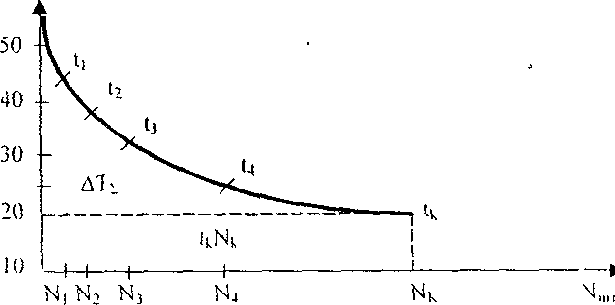 50
t₁
t₂
40
t₃
30
t₄
ΔT₂
20
tₖ
tₖNₖ
10
N₁ N₂ N₃ N₄ Nₖ